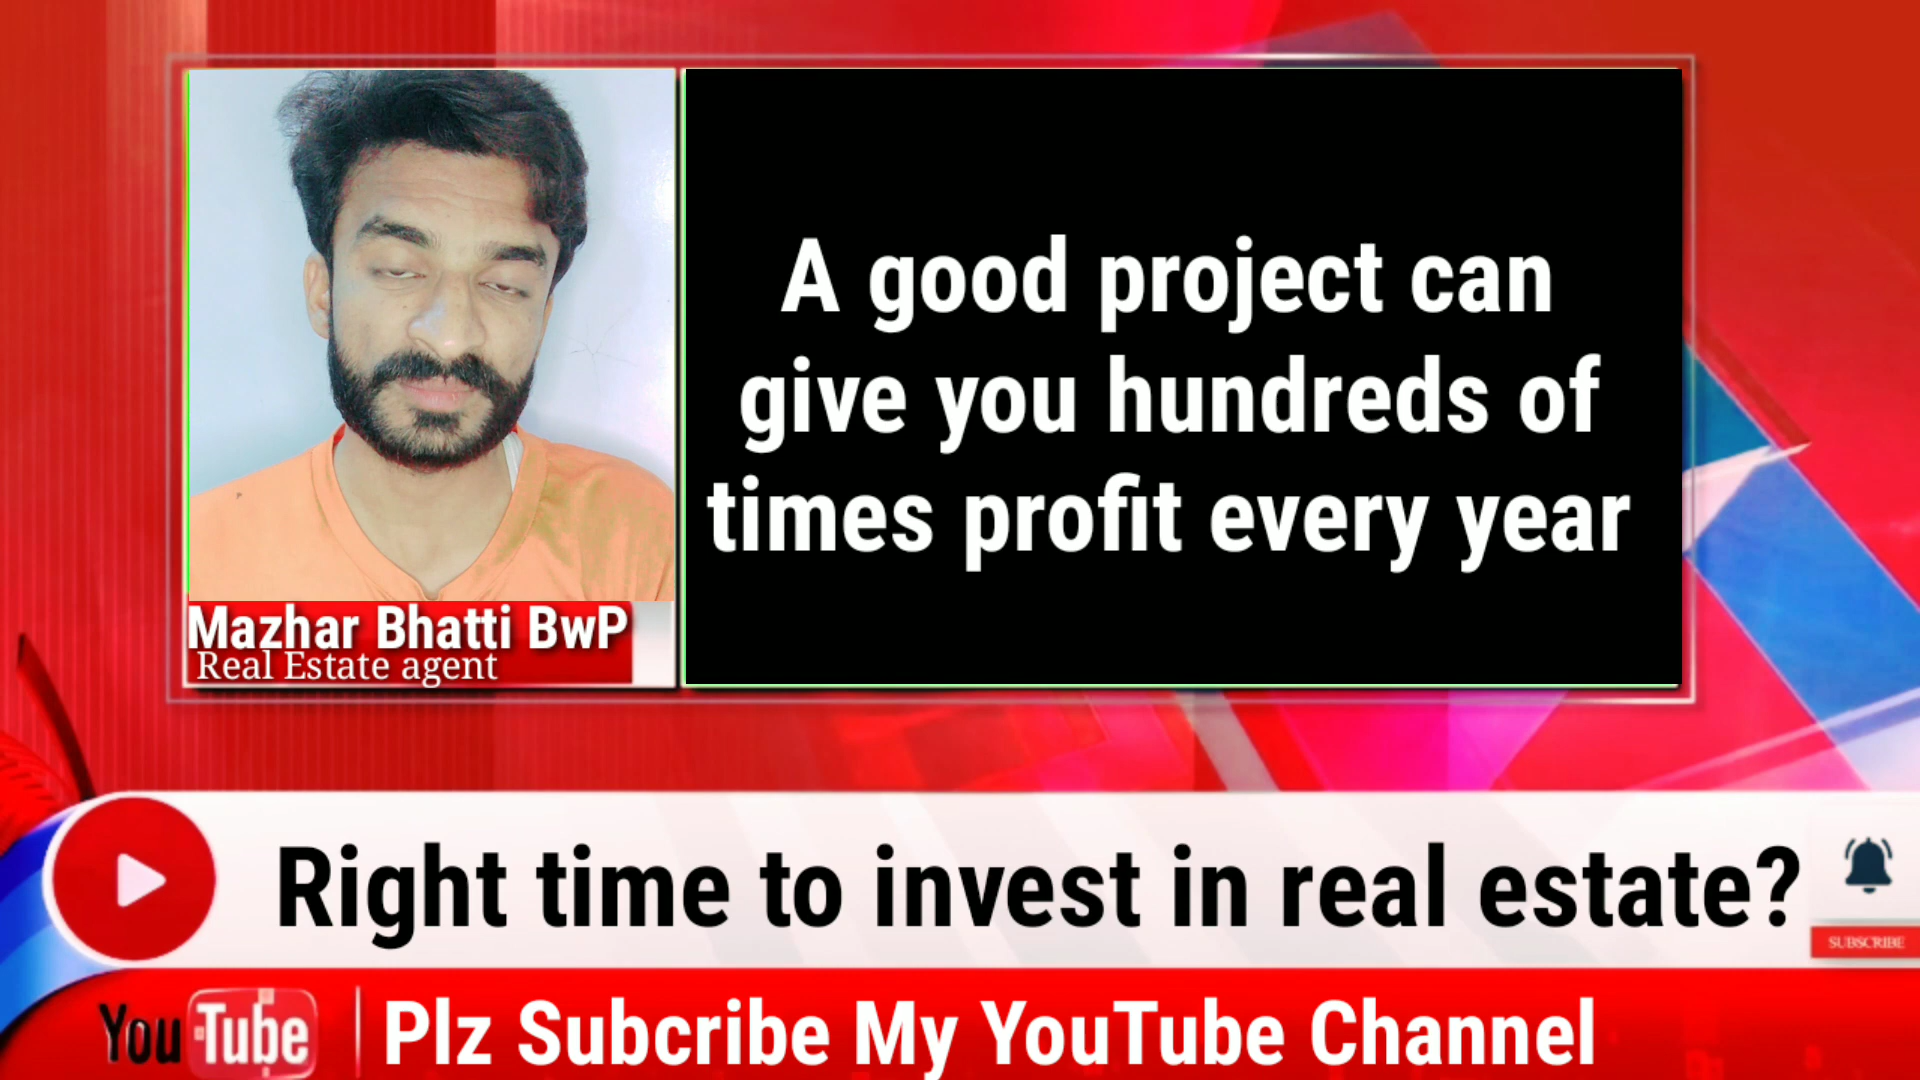 A good project can
give you hundreds of
times profit every year
Mazhar Bhatti BwP
Real Estate agent
Right time to invest in real estate?
SUBSCRIBE
YouTube
Plz Subcribe My YouTube Channel